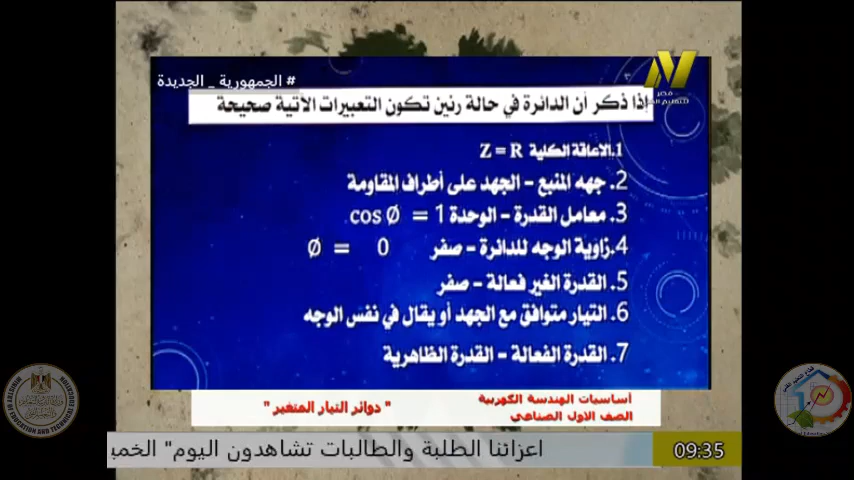 # الجمهورية _ الجديدة
إذا ذكر أن الدائرة في حالة رنين تكون التعبيرات الآتية صحيحة
1.الاعاقة الكلية Z = R
2. جهه المنبع - الجهد على أطراف المقاومة
3. معامل القدرة - الوحدة cos Ø = 1
4.زاوية الوجه للدائرة - صفر Ø = 0
5. القدرة الغير فعالة - صفر
6. التيار متوافق مع الجهد أو يقال في نفس الوجه
7. القدرة الفعالة - القدرة الظاهرية
أساسيات الهندسة الكهربية
الصف الاول الصناعي
" دوائر التيار المتغير "
اعزائنا الطلبة والطالبات تشاهدون اليوم" الخمي
09:35